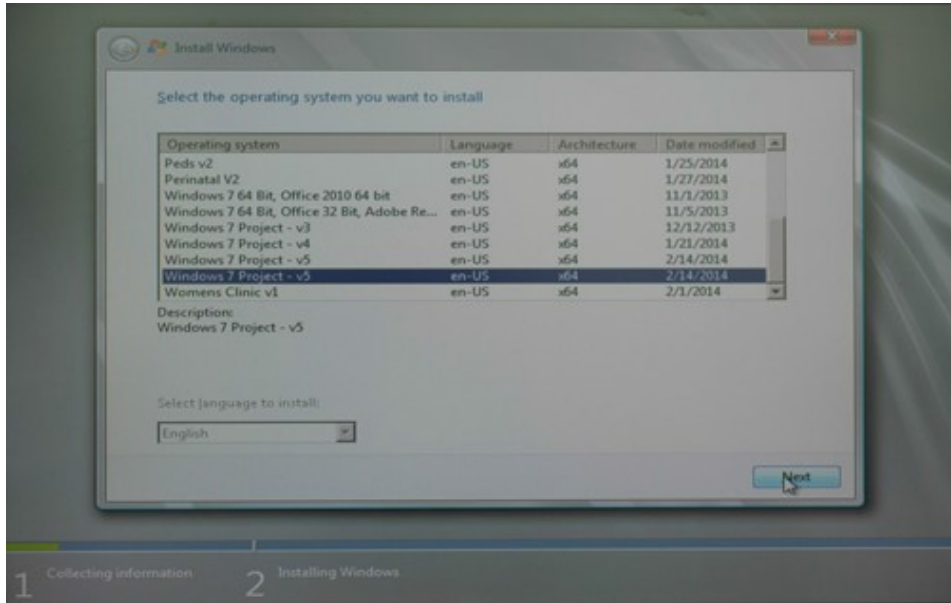 Install Windows
Select the operating system you want to install
Operating system Language Architecture Date modified
Peds v2 en-US x64 1/25/2014
Perinatal V2 en-US x64 1/27/2014
Windows 7 64 Bit, Office 2010 64 bit en-US x64 11/1/2013
Windows 7 64 Bit, Office 32 Bit, Adobe Re... en-US x64 11/5/2013
Windows 7 Project - v3 en-US x64 12/12/2013
Windows 7 Project - v4 en-US x64 1/21/2014
Windows 7 Project - v5 en-US x64 2/14/2014
Windows 7 Project - v5 en-US x64 2/14/2014
Womens Clinic v1 en-US x64 2/1/2014
Description:
Windows 7 Project - v5
Select language to install:
English
Next
1 Collecting information 2 Installing Windows